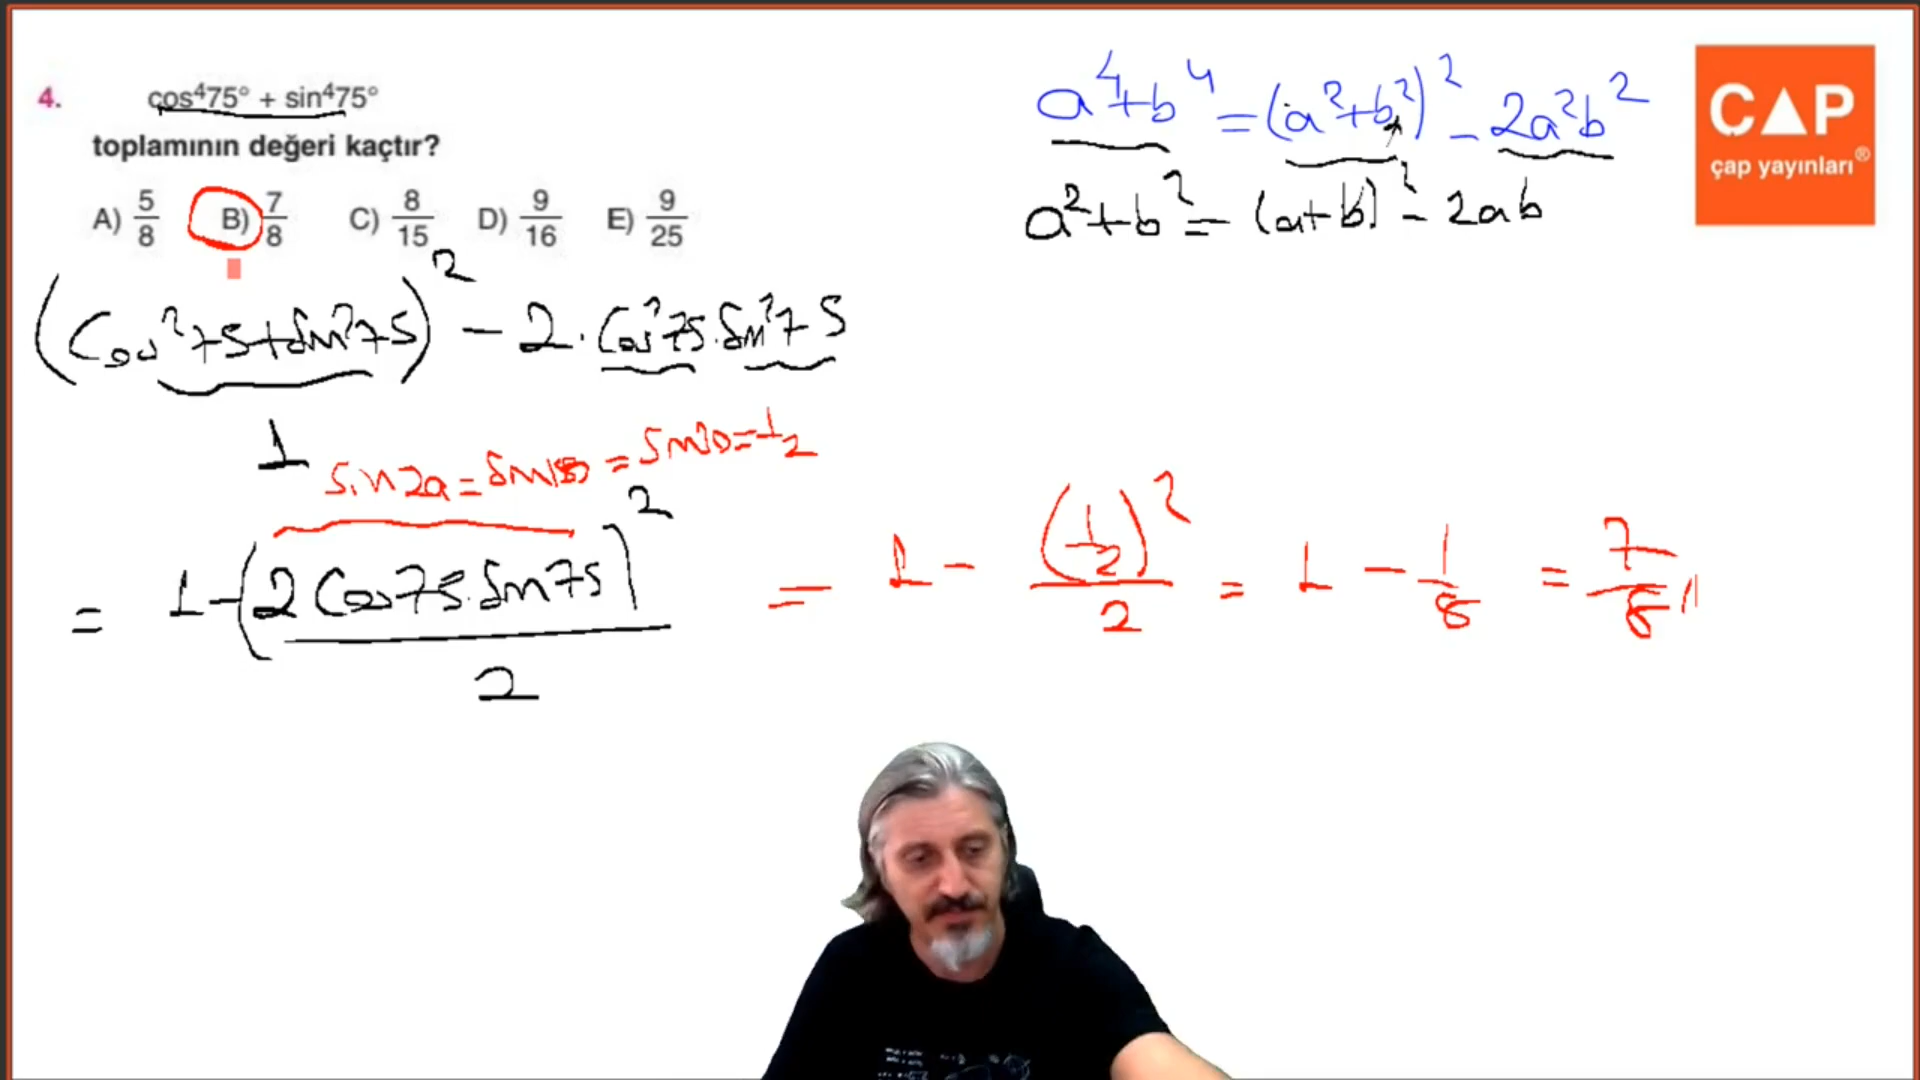 4. cos⁴75° + sin⁴75°
toplamının değeri kaçtır?
A) 5/8 B) 7/8 C) 8/15 D) 9/16 E) 9/25
a⁴+b⁴ = (a²+b²)² - 2a²b²
a²+b² = (a+b)² - 2ab
CAP
çap yayınları®
(Cos²75+Sin²75)² - 2.Cos²75.Sin²75
1
Sin2a = Sin150 = Sin30 = 1/2
= 1 - (2Cos75.Sin75)²/2 = 1 - (1/2)²/2 = 1 - 1/8 = 7/8 //